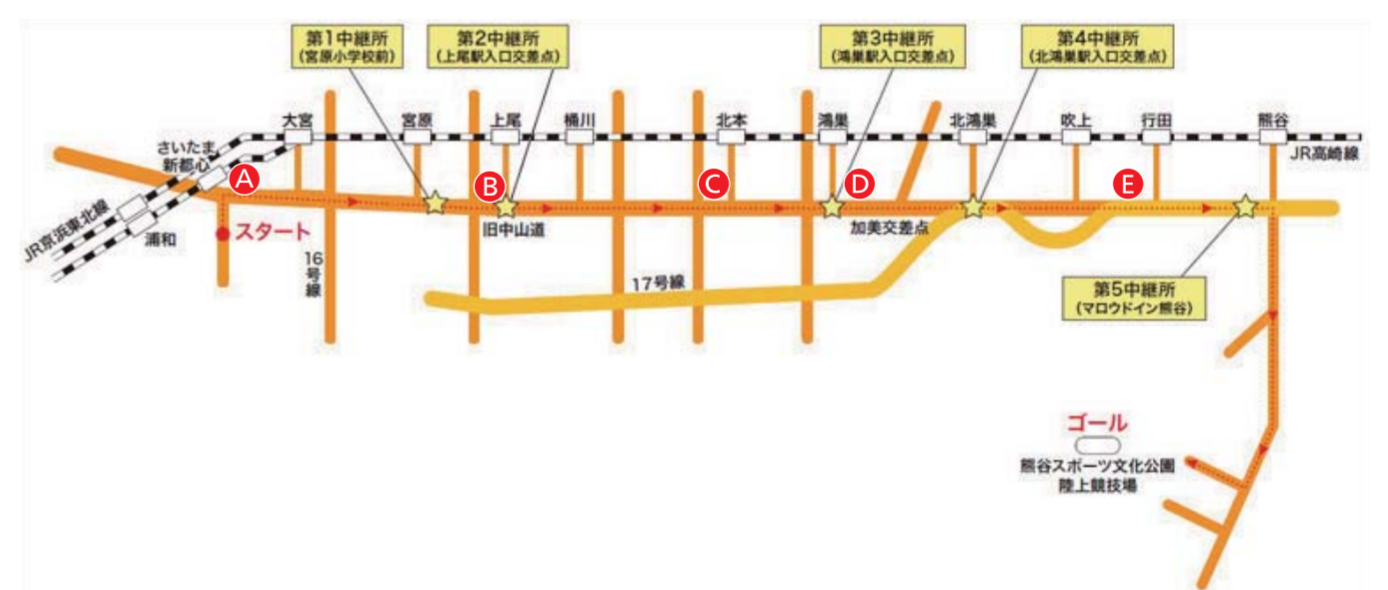 第1中継所
(宮原小学校前)
第2中継所
(上尾駅入口交差点)
第3中継所
(鴻巣駅入口交差点)
第4中継所
(北鴻巣駅入口交差点)
大宮
宮原
上尾
桶川
北本
鴻巣
北鴻巣
吹上
行田
熊谷
JR高崎線
さいたま
新都心
A
B
C
D
E
JR京浜東北線
浦和
スタート
16号線
旧中山道
加美交差点
17号線
第5中継所
(マロウドイン熊谷)
ゴール
熊谷スポーツ文化公園
陸上競技場